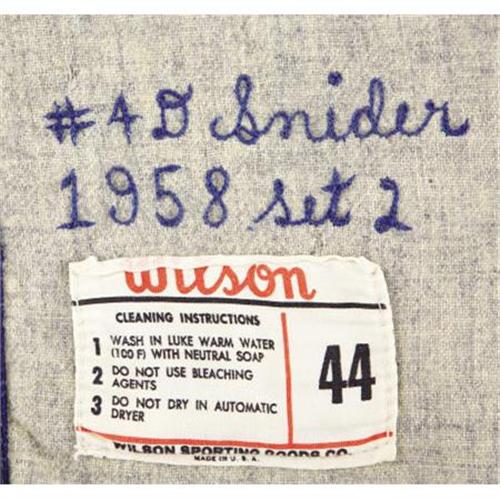 #4 D Snider
1958 set 2
Wilson
CLEANING INSTRUCTIONS
1 WASH IN LUKE WARM WATER (100 F) WITH NEUTRAL SOAP
2 DO NOT USE BLEACHING AGENTS
3 DO NOT DRY IN AUTOMATIC DRYER
44
WILSON SPORTING GOODS CO.
MADE IN U.S.A.